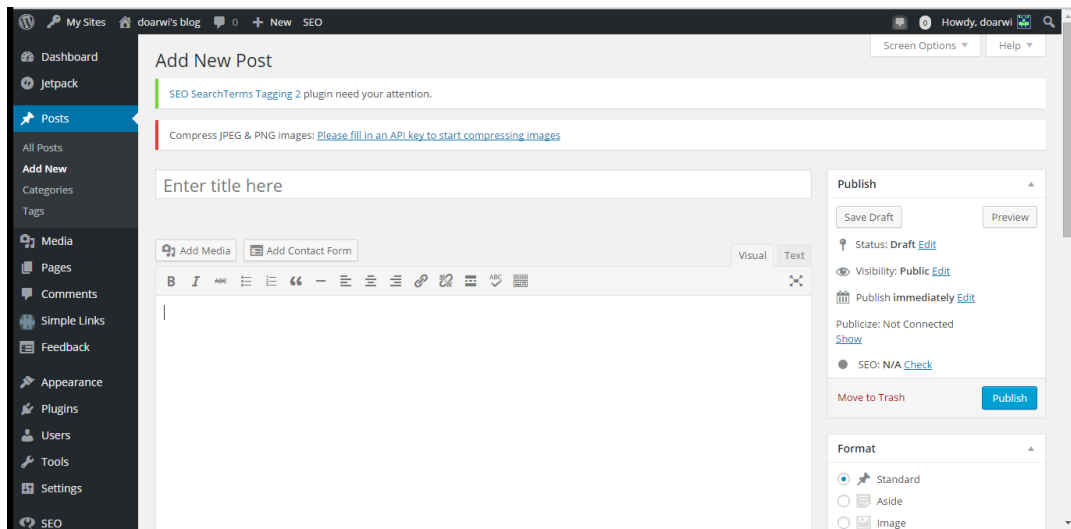 My Sites doarwi's blog 0 New SEO 0 Howdy, doarwi
Dashboard
Jetpack
Posts
All Posts
Add New
Categories
Tags
Media
Pages
Comments
Simple Links
Feedback
Appearance
Plugins
Users
Tools
Settings
SEO
Screen Options Help
Add New Post
SEO SearchTerms Tagging 2 plugin need your attention.
Compress JPEG & PNG images: Please fill in an API key to start compressing images
Enter title here
Add Media Add Contact Form
Visual Text
B I ABC ABC
Publish
Save Draft Preview
Status: Draft Edit
Visibility: Public Edit
Publish immediately Edit
Publicize: Not Connected
Show
SEO: N/A Check
Move to Trash Publish
Format
Standard
Aside
Image